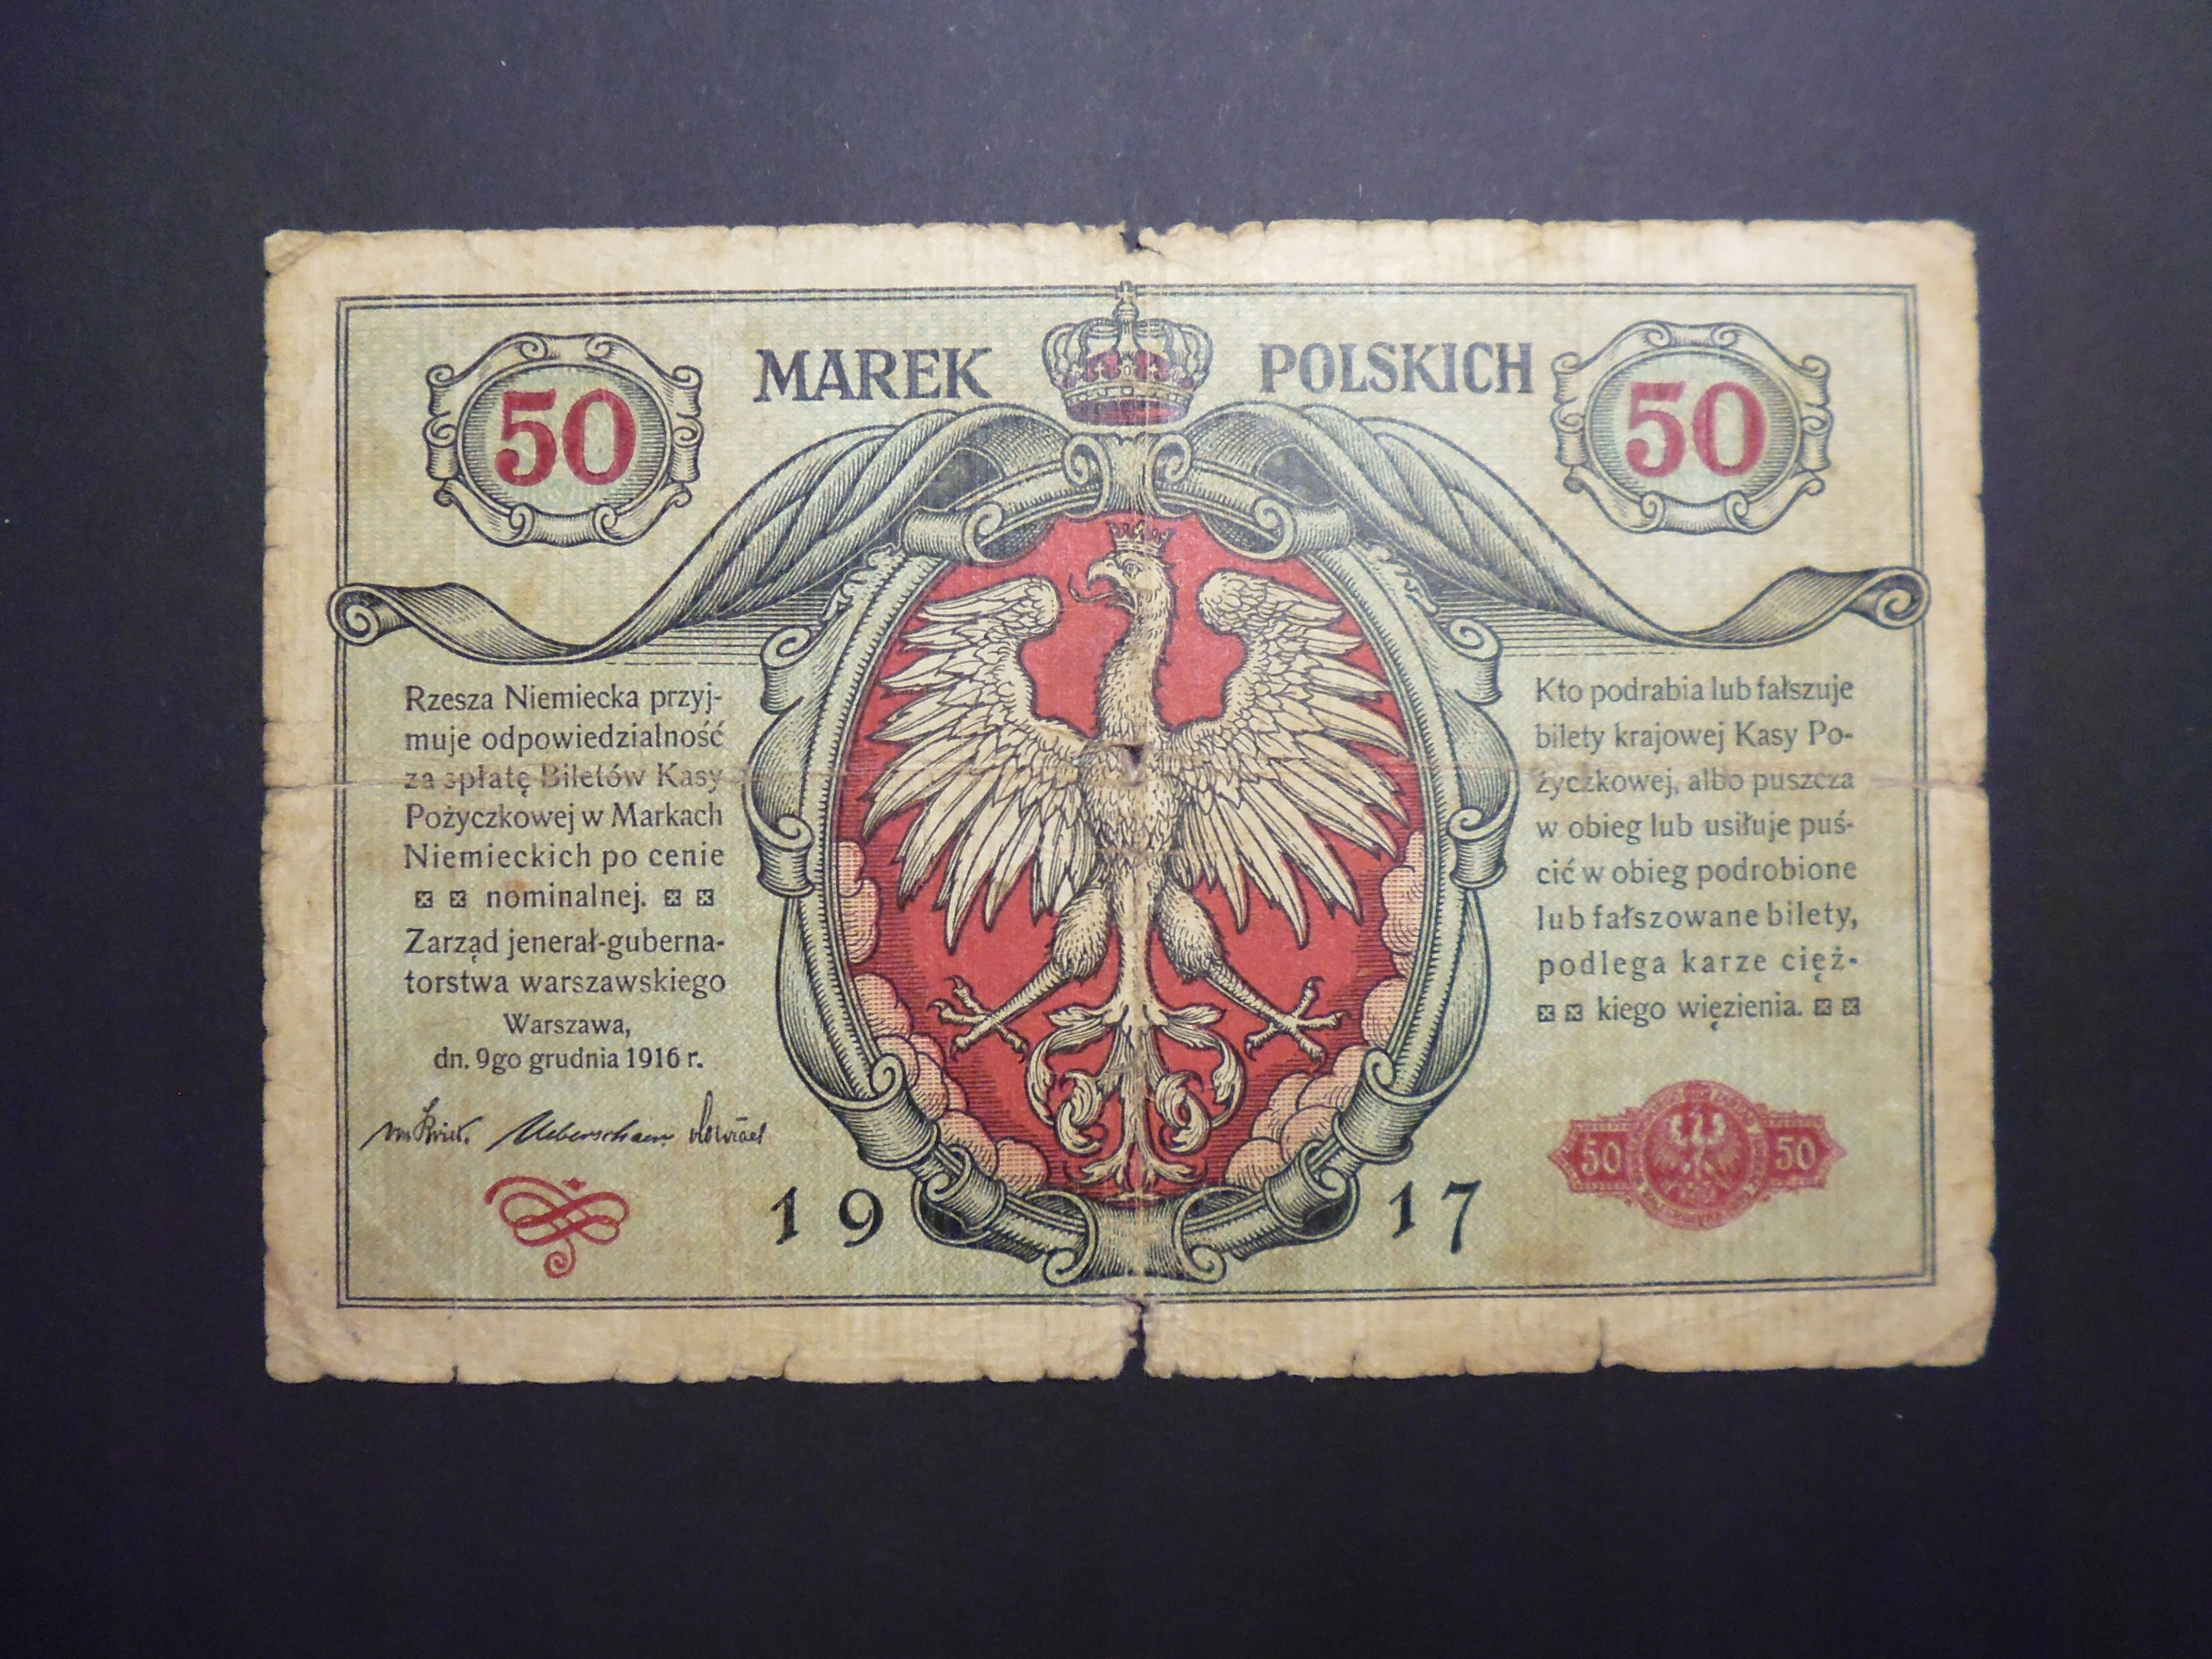 50 MAREK POLSKICH 50
Rzesza Niemiecka przyj-
muje odpowiedzialność
za spłatę Biletów Kasy
Pożyczkowej w Markach
Niemieckich po cenie
nominalnej.
Zarząd jenerał-guberna-
torstwa warszawskiego
Warszawa,
dn. 9go grudnia 1916 r.
Kto podrabia lub fałszuje
bilety krajowej Kasy Po-
życzkowej, albo puszcza
w obieg lub usiłuje puś-
cić w obieg podrobione
lub fałszowane bilety,
podlega karze cięż-
kiego więzienia.
50 50
1917